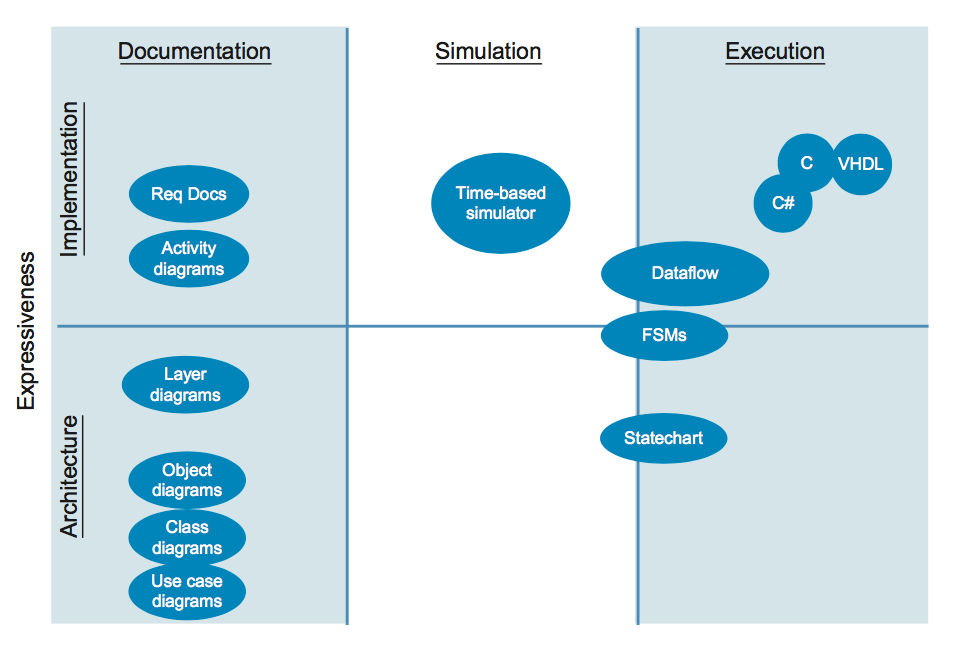 Documentation
Simulation
Execution
Expressiveness
Implementation
Req Docs
Activity
diagrams
Time-based
simulator
C
VHDL
C#
Dataflow
FSMs
Architecture
Layer
diagrams
Statechart
Object
diagrams
Class
diagrams
Use case
diagrams